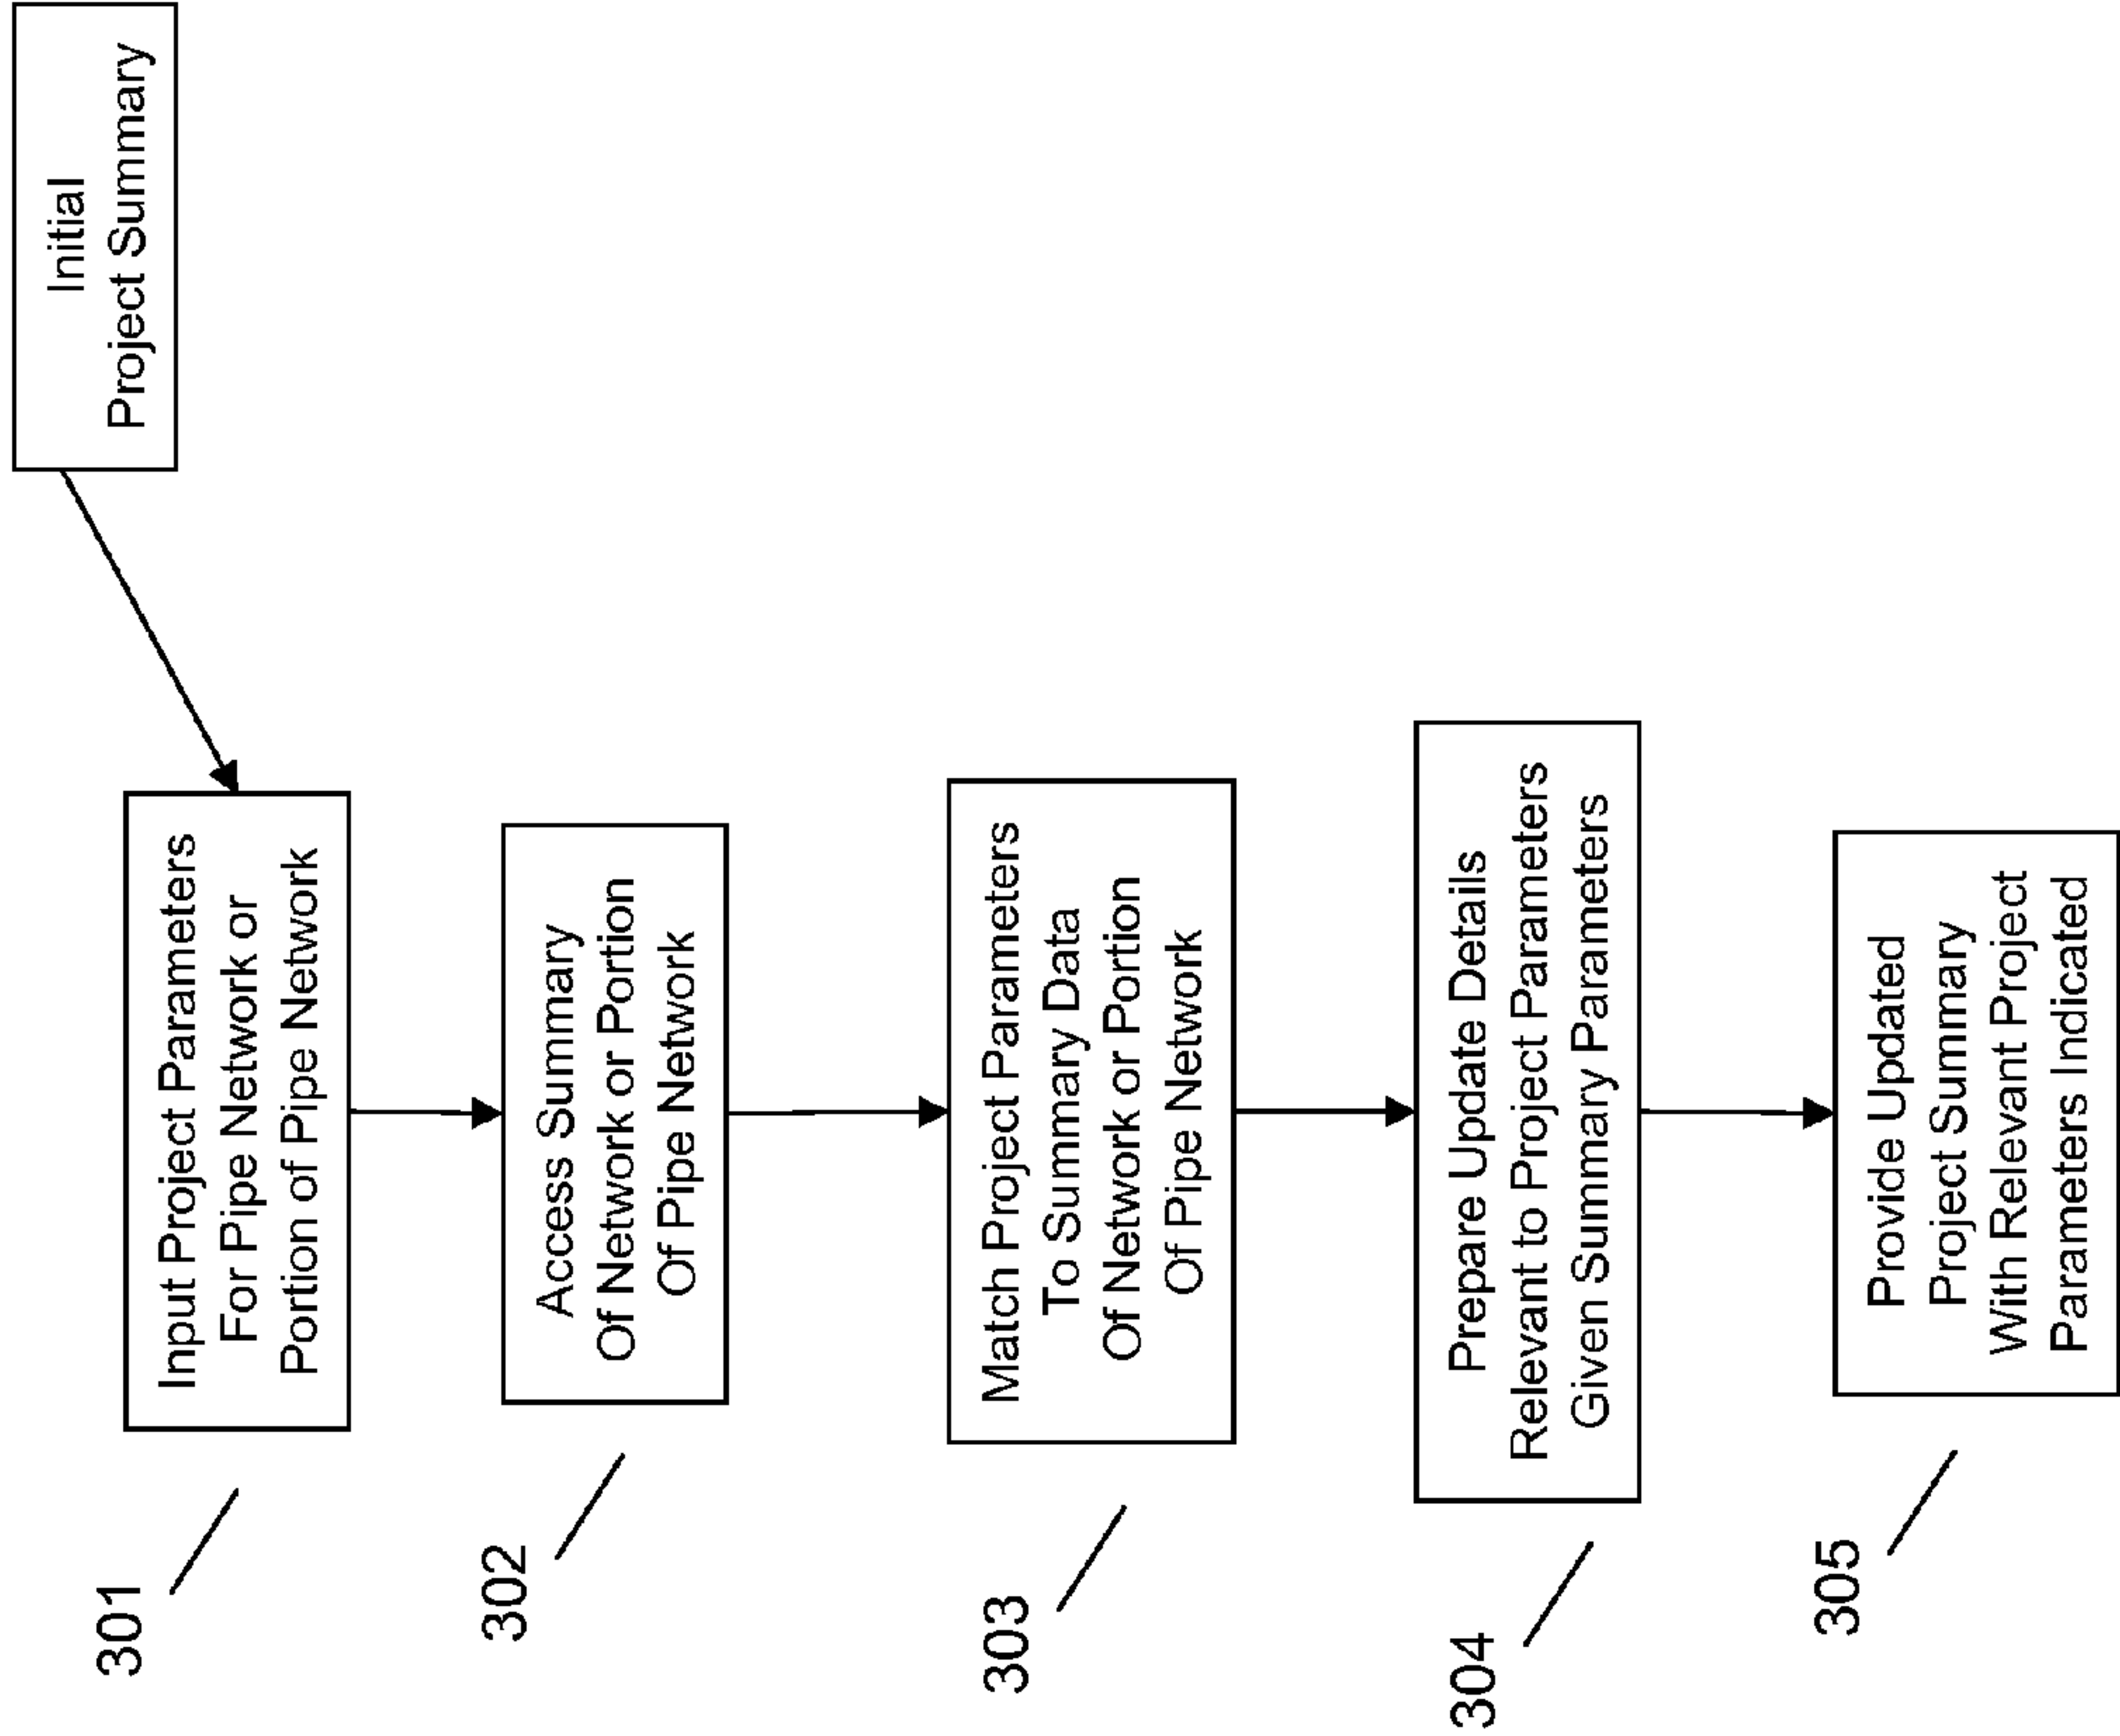 Initial
Project Summary
301
Input Project Parameters
For Pipe Network or
Portion of Pipe Network
302
Access Summary
Of Network or Portion
Of Pipe Network
303
Match Project Parameters
To Summary Data
Of Network or Portion
Of Pipe Network
304
Prepare Update Details
Relevant to Project Parameters
Given Summary Parameters
305
Provide Updated
Project Summary
With Relevant Project
Parameters Indicated